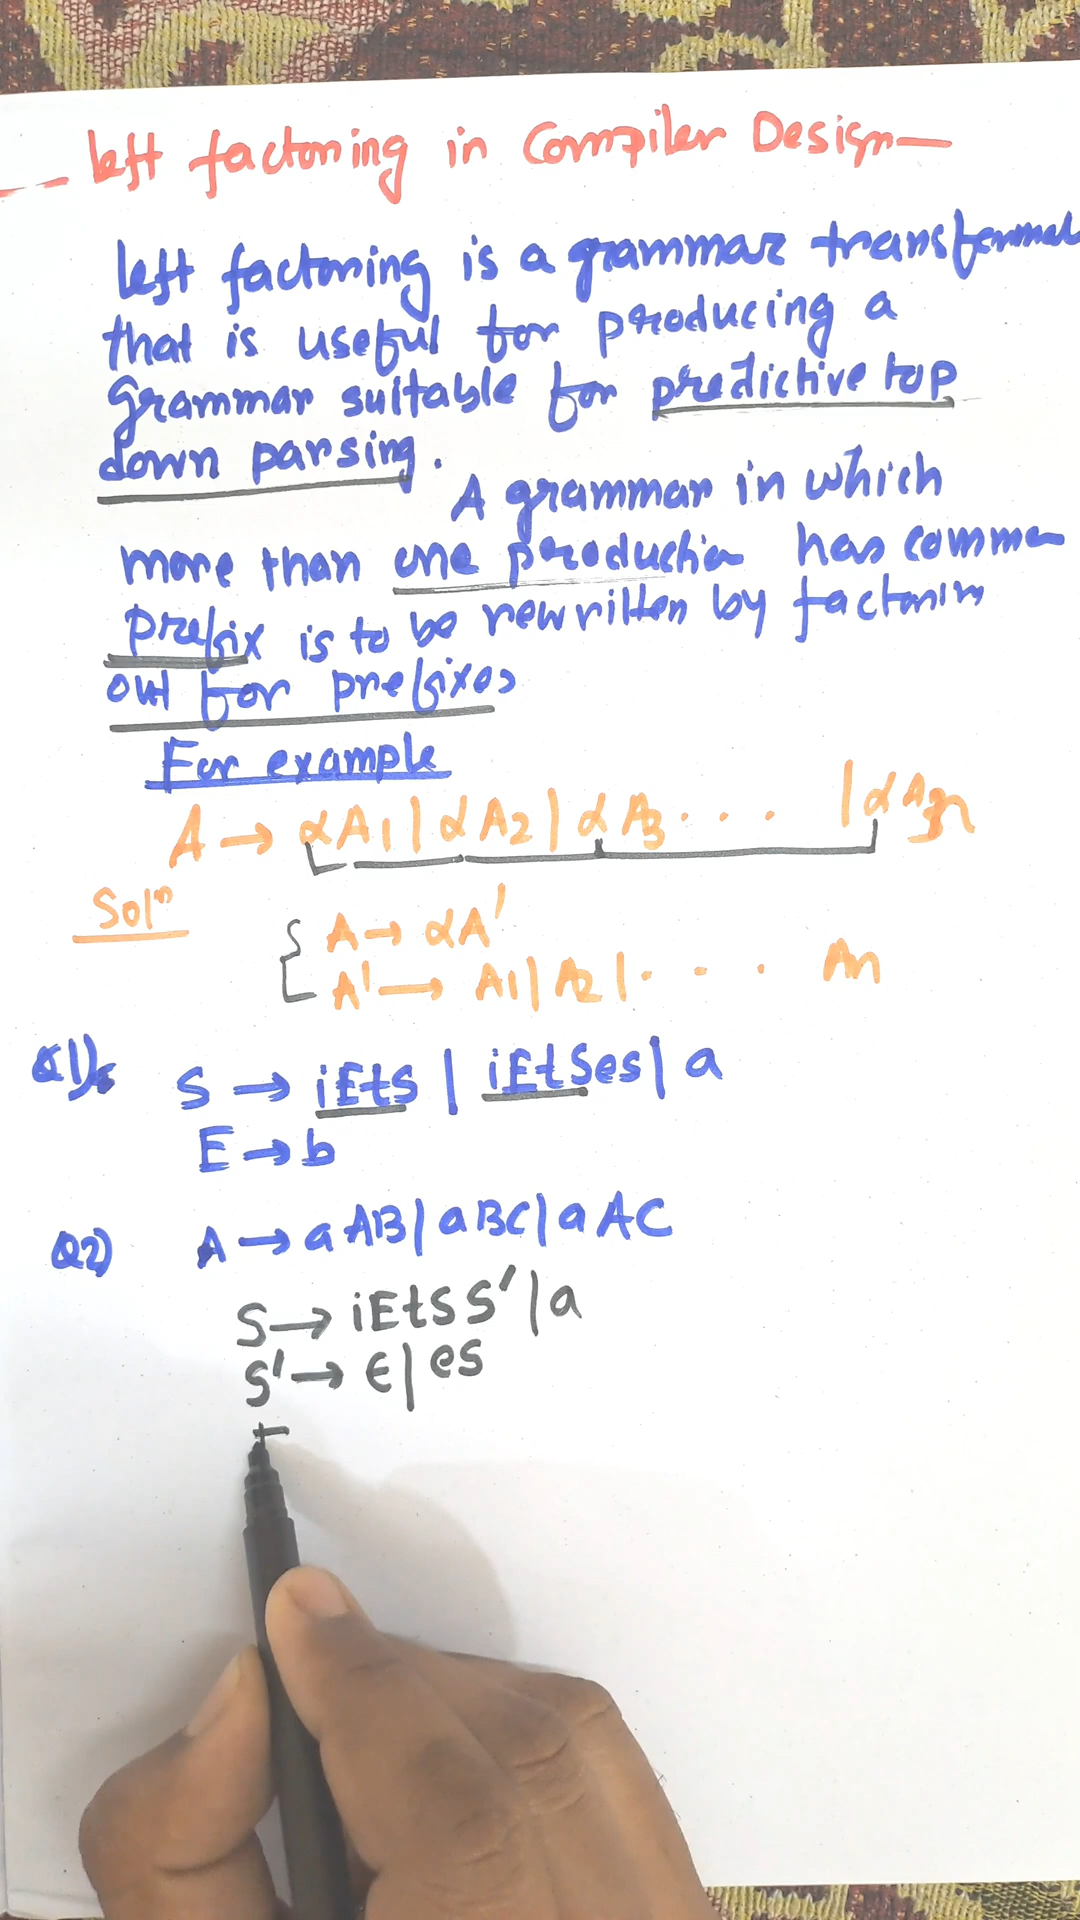 left factoring in Compiler Design
left factoring is a grammar
that is useful for producing a
Grammar suitable for predictive top
down parsing.
A grammar in which
more than one production has common
prefix is to be rewritten by factoring
out for prefixes
For example
A → αA1 | αA2 | αA3 . . . . | αAn
Solⁿ
A → αA'
A' → A1 | A2 | . . . An
Q1)
S → iEtS | iEtSes | a
E → b
Q2) A → aAB | aBC | aAC
S → iEtSS' | a
S' → ϵ | es